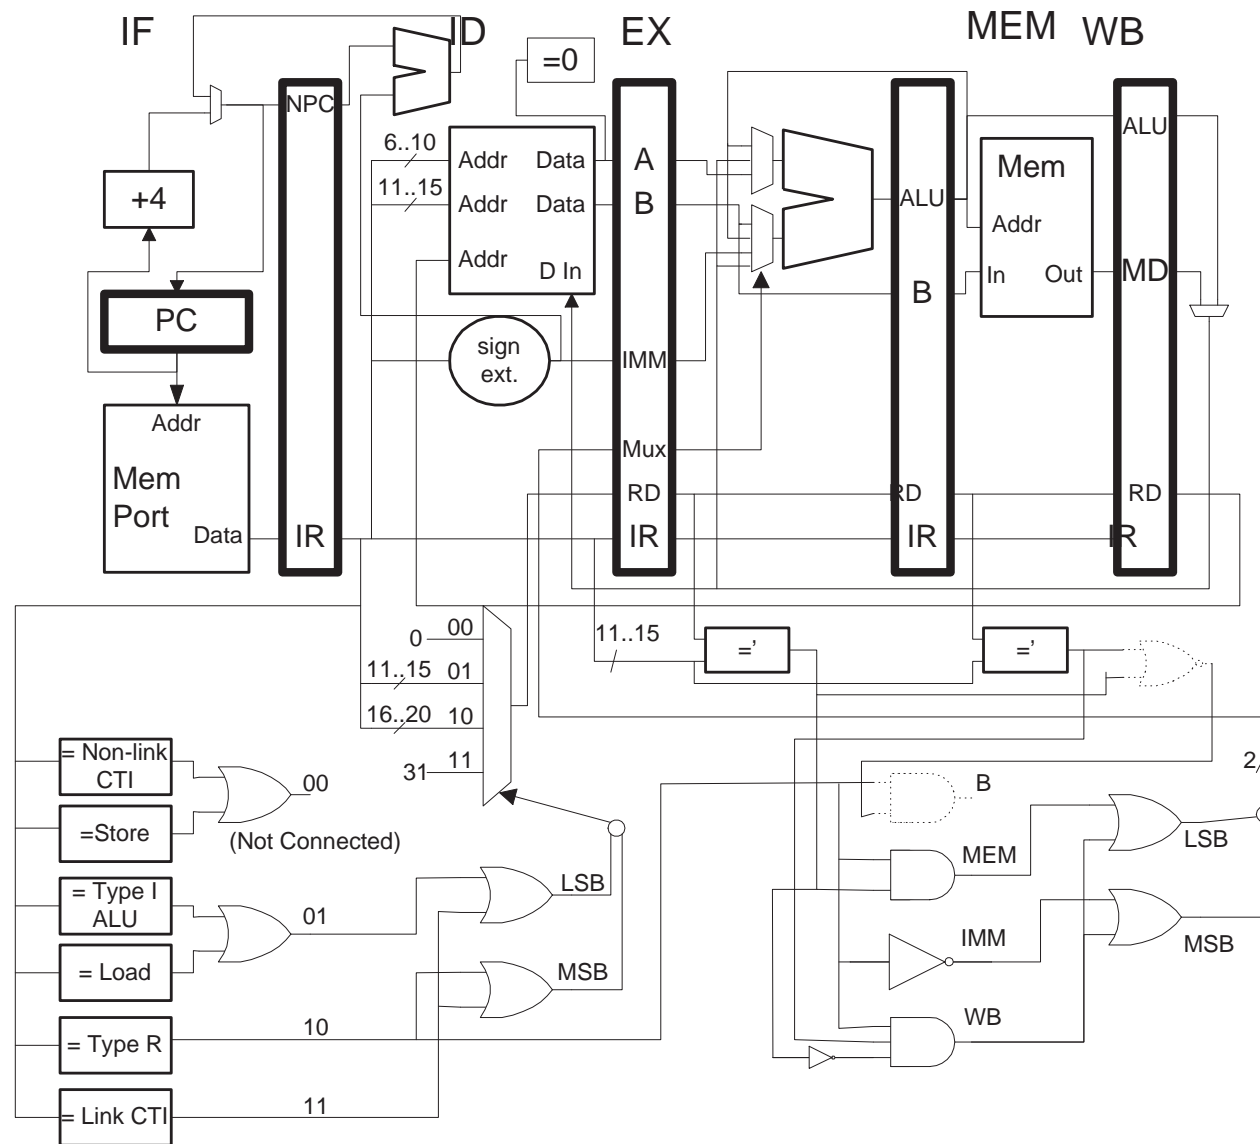 IF
ID
EX
MEM
WB
=0
NPC
+4
PC
Addr
Mem
Port
Data
IR
6..10
11..15
Addr
Data
Addr
Data
Addr
D In
sign
ext.
A
B
IMM
Mux
RD
IR
ALU
B
RD
IR
Mem
Addr
In
Out
ALU
MD
RD
IR
0
00
11..15
01
16..20
10
31
11
11..15
='
='
= Non-link
CTI
00
=Store
(Not Connected)
= Type I
ALU
01
= Load
LSB
MSB
= Type R
10
= Link CTI
11
B
MEM
IMM
WB
2
LSB
MSB